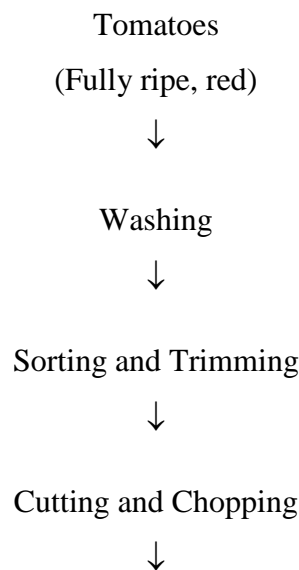 Tomatoes
(Fully ripe, red)
↓
Washing
↓
Sorting and Trimming
↓
Cutting and Chopping
↓